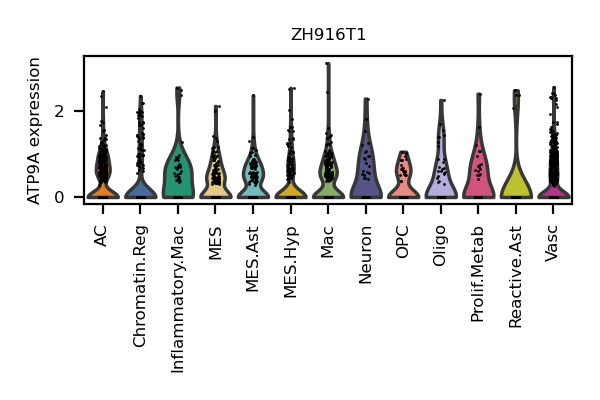 ZH916T1
ATP9A expression
2
0
AC
Chromatin.Reg
Inflammatory.Mac
MES
MES.Ast
MES.Hyp
Mac
Neuron
OPC
Oligo
Prolif.Metab
Reactive.Ast
Vasc